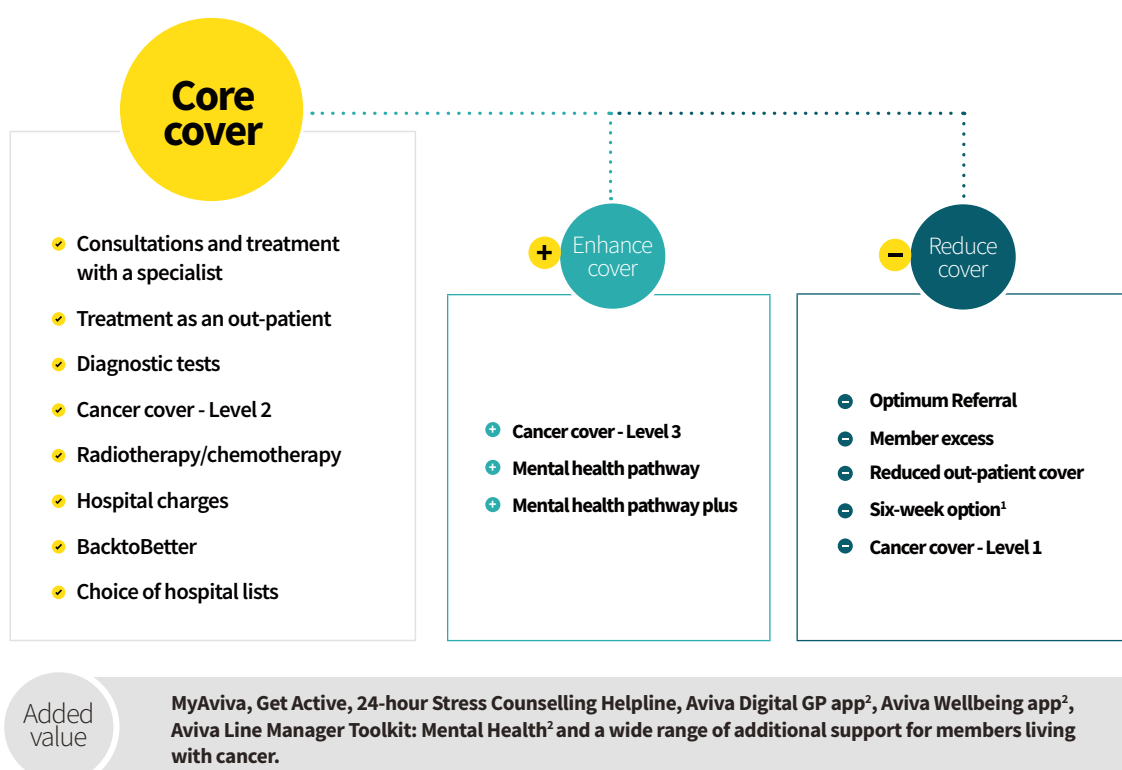 Core
cover
Consultations and treatment
with a specialist
Treatment as an out-patient
Diagnostic tests
Cancer cover - Level 2
Radiotherapy/chemotherapy
Hospital charges
BacktoBetter
Choice of hospital lists
Enhance
cover
Cancer cover - Level 3
Mental health pathway
Mental health pathway plus
Reduce
cover
Optimum Referral
Member excess
Reduced out-patient cover
Six-week option¹
Cancer cover - Level 1
Added
value
MyAviva, Get Active, 24-hour Stress Counselling Helpline, Aviva Digital GP app², Aviva Wellbeing app²,
Aviva Line Manager Toolkit: Mental Health² and a wide range of additional support for members living
with cancer.